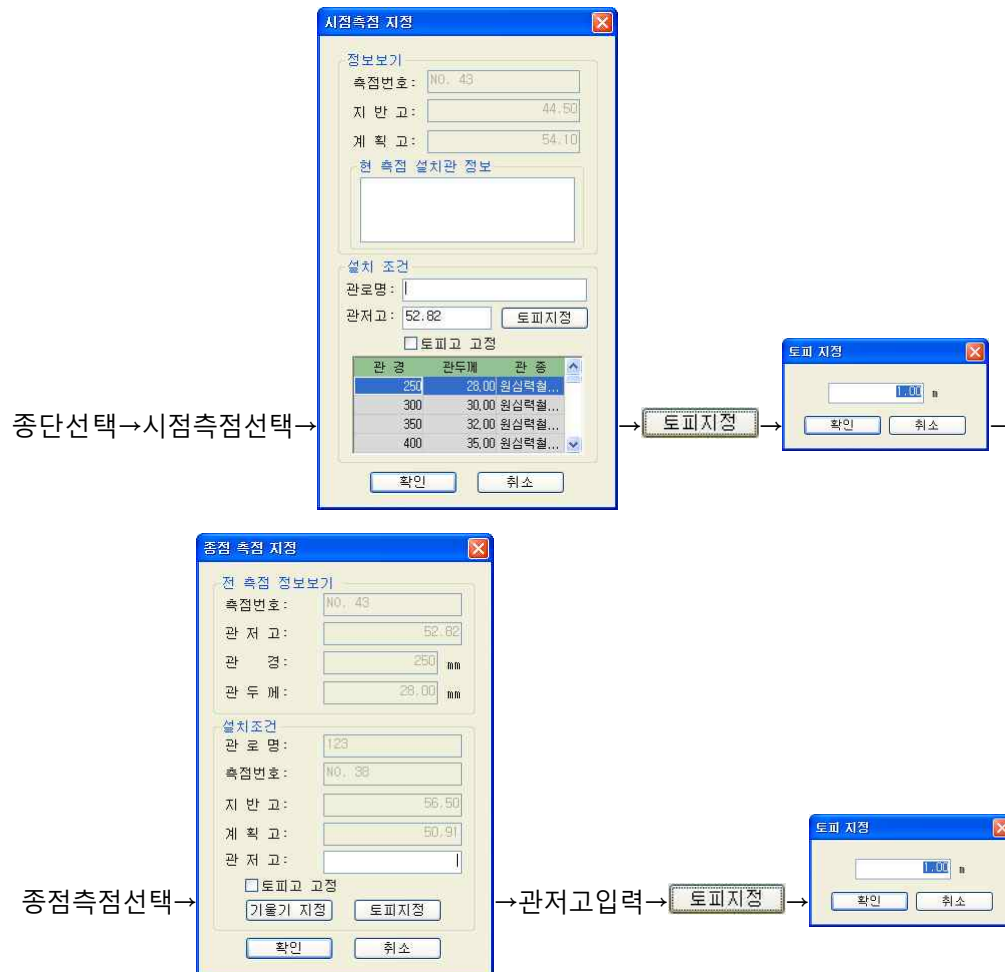 시점측점 지정
정보보기
측점번호: NO. 43
지 반 고: 44.50
계 획 고: 54.10
현 측점 설치관 정보
설치 조건
관로명:
관저고: 52.82 토피지정
토피고 고정
관 경 관두께 관 종
250 28,00 원심력철...
300 30,00 원심력철...
350 32,00 원심력철...
400 35,00 원심력철...
확인 취소
종단선택→시점측점선택→
→ 토피지정 →
토피 지정
1.00 m
확인 취소
종점 측점 지정
전 측점 정보보기
측점번호: NO. 43
관 저 고: 52.82
관 경: 250 mm
관 두 께: 28.00 mm
설치조건
관 로 명: 123
측점번호: NO. 38
지 반 고: 56.50
계 획 고: 50.91
관 저 고:
토피고 고정
기울기 지정 토피지정
확인 취소
종점측점선택→
→관저고입력→ 토피지정 →
토피 지정
1.00 m
확인 취소